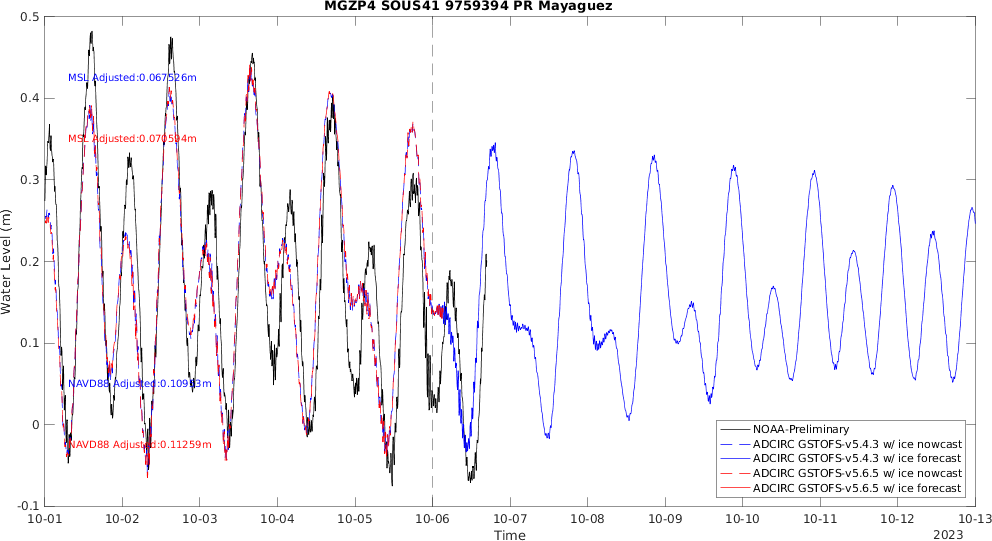 MGZP4 SOUS41 9759394 PR Mayaguez
0.5
0.4
0.3
0.2
0.1
0
-0.1
Water Level (m)
MSL Adjusted:0.067526m
MSL Adjusted:0.070594m
NAVD88 Adjusted:0.11259m
NOAA-Preliminary
ADCIRC GSTOFS-v5.4.3 w/ ice nowcast
ADCIRC GSTOFS-v5.4.3 w/ ice forecast
ADCIRC GSTOFS-v5.6.5 w/ ice nowcast
ADCIRC GSTOFS-v5.6.5 w/ ice forecast
10-01 10-02 10-03 10-04 10-05 10-06 10-07 10-08 10-09 10-10 10-11 10-12 10-13
Time
2023